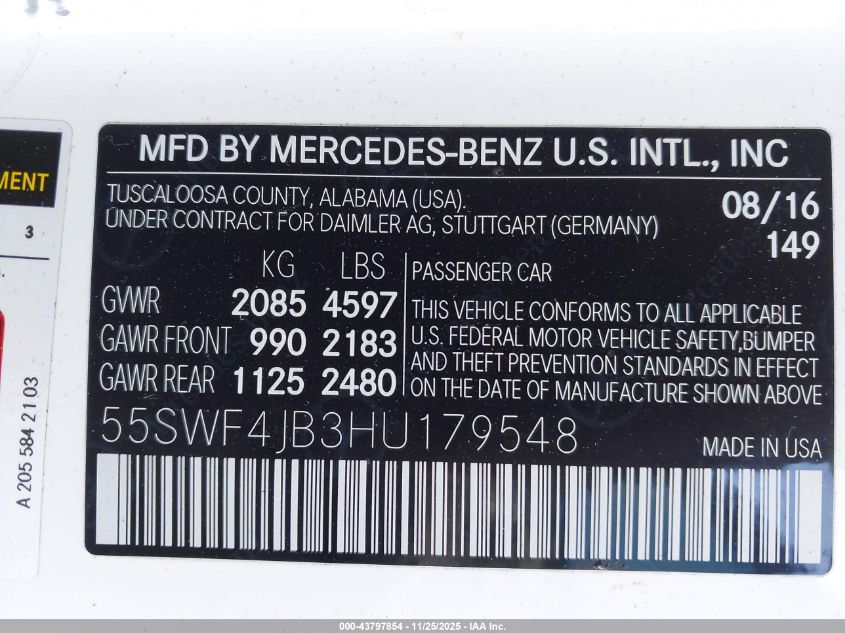 MENT
3
A 205 584 21 03
MFD BY MERCEDES-BENZ U.S. INTL., INC
TUSCALOOSA COUNTY, ALABAMA (USA).
UNDER CONTRACT FOR DAIMLER AG, STUTTGART (GERMANY)
08/16
149
KG LBS
GVWR 2085 4597
GAWR FRONT 990 2183
GAWR REAR 1125 2480
PASSENGER CAR
THIS VEHICLE CONFORMS TO ALL APPLICABLE
U.S. FEDERAL MOTOR VEHICLE SAFETY,BUMPER
AND THEFT PREVENTION STANDARDS IN EFFECT
ON THE DATE OF MANUFACTURE SHOWN ABOVE
55SWF4JB3HU179548
MADE IN USA
000-43797854 - 11/25/2025 - IAA Inc.